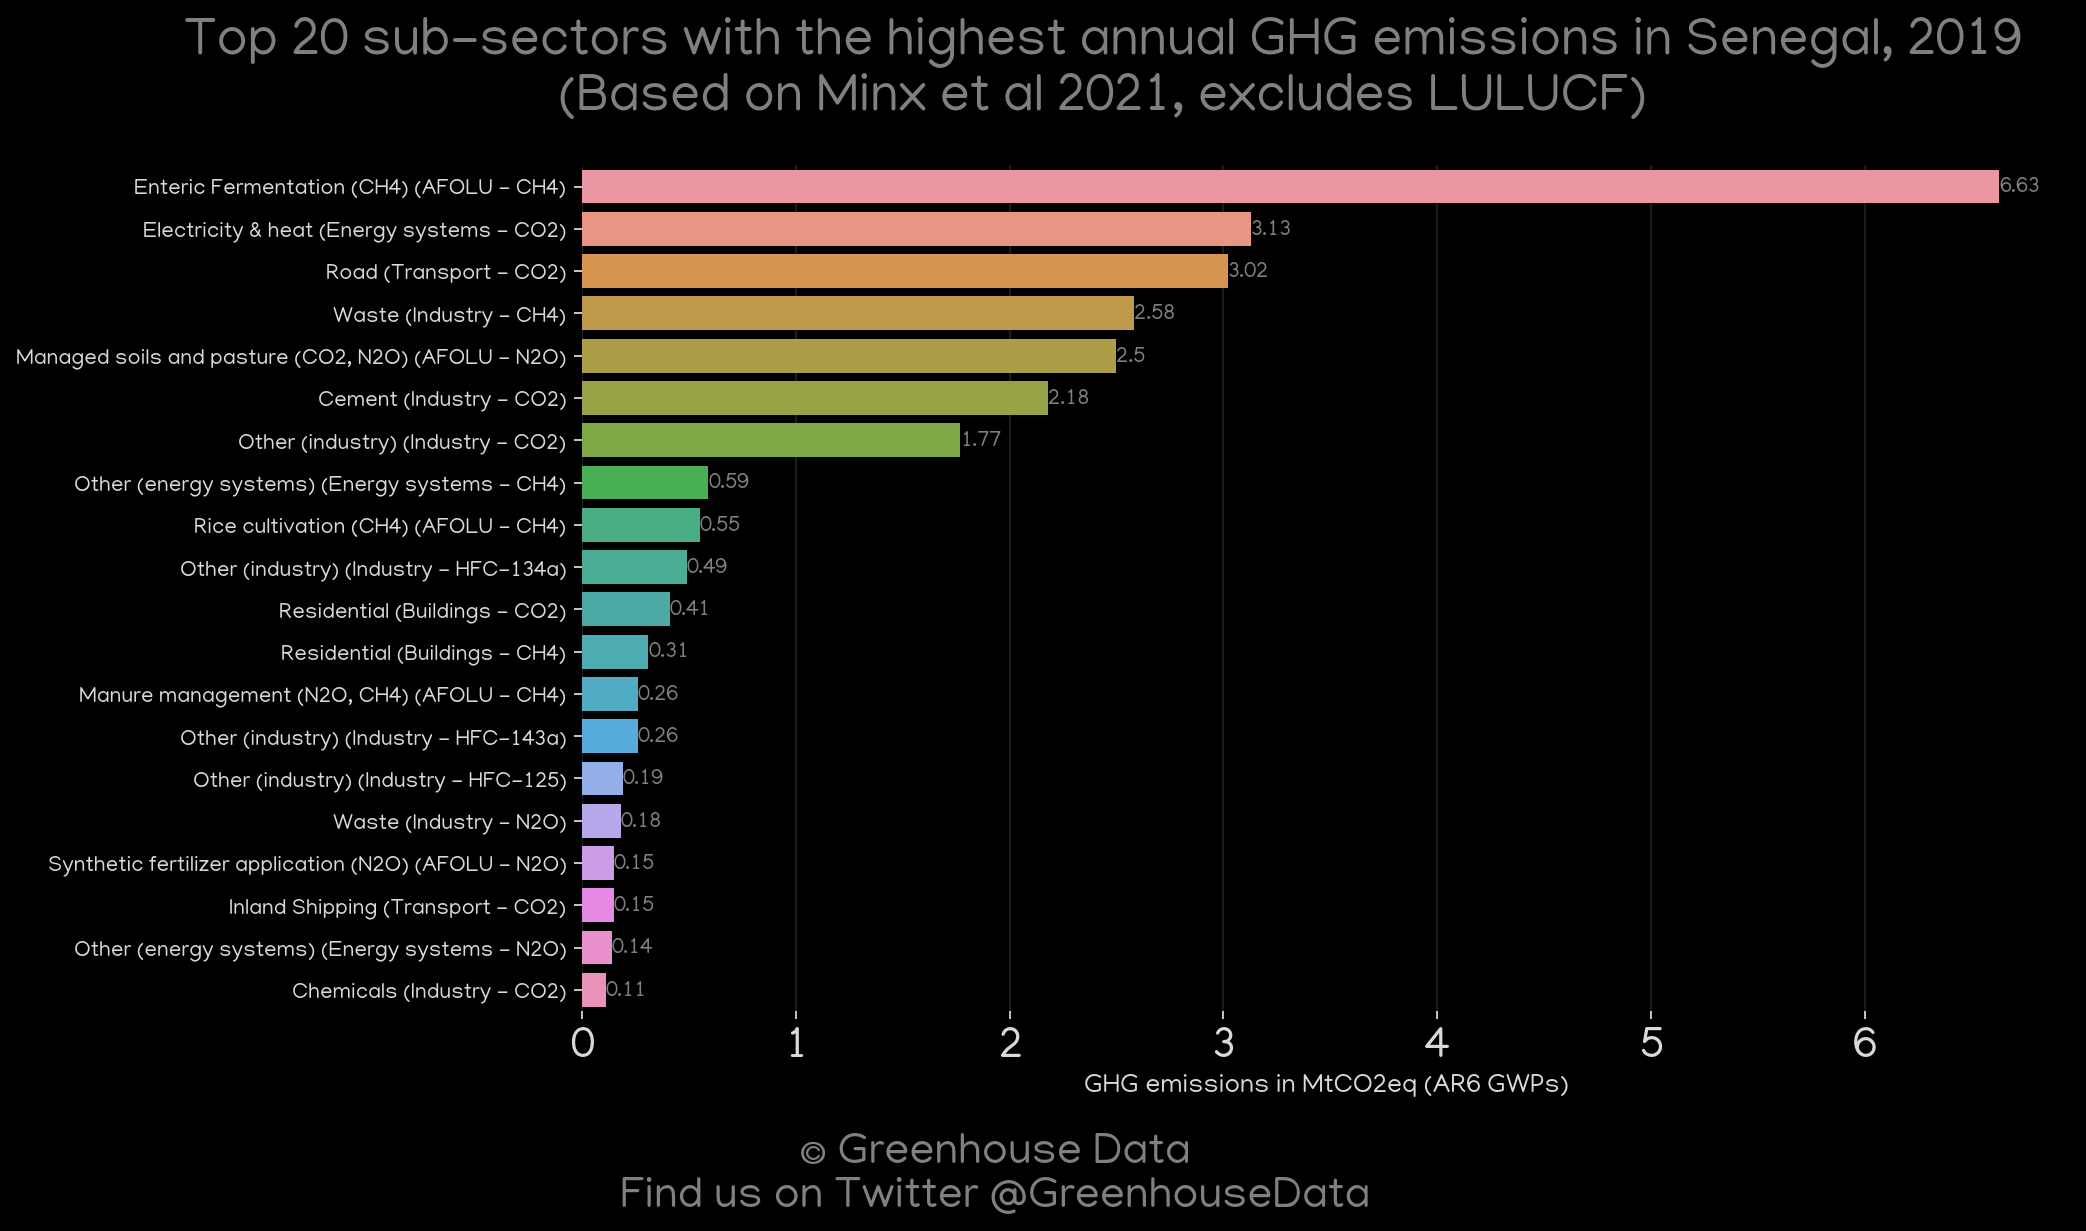 Top 20 sub-sectors with the highest annual GHG emissions in Senegal, 2019
(Based on Minx et al 2021, excludes LULUCF)
Enteric Fermentation (CH4) (AFOLU - CH4) 6.63
Electricity & heat (Energy systems - CO2) 3.13
Road (Transport - CO2) 3.02
Waste (Industry - CH4) 2.58
Managed soils and pasture (CO2, N2O) (AFOLU - N2O) 2.5
Cement (Industry - CO2) 2.18
Other (industry) (Industry - CO2) 1.77
Other (energy systems) (Energy systems - CH4) 0.59
Rice cultivation (CH4) (AFOLU - CH4) 0.55
Other (industry) (Industry - HFC-134a) 0.49
Residential (Buildings - CO2) 0.41
Residential (Buildings - CH4) 0.31
Manure management (N2O, CH4) (AFOLU - CH4) 0.26
Other (industry) (Industry - HFC-143a) 0.26
Other (industry) (Industry - HFC-125) 0.19
Waste (Industry - N2O) 0.18
Synthetic fertilizer application (N2O) (AFOLU - N2O) 0.15
Inland Shipping (Transport - CO2) 0.15
Other (energy systems) (Energy systems - N2O) 0.14
Chemicals (Industry - CO2) 0.11
0 1 2 3 4 5 6
GHG emissions in MtCO2eq (AR6 GWPs)
© Greenhouse Data
Find us on Twitter @GreenhouseData